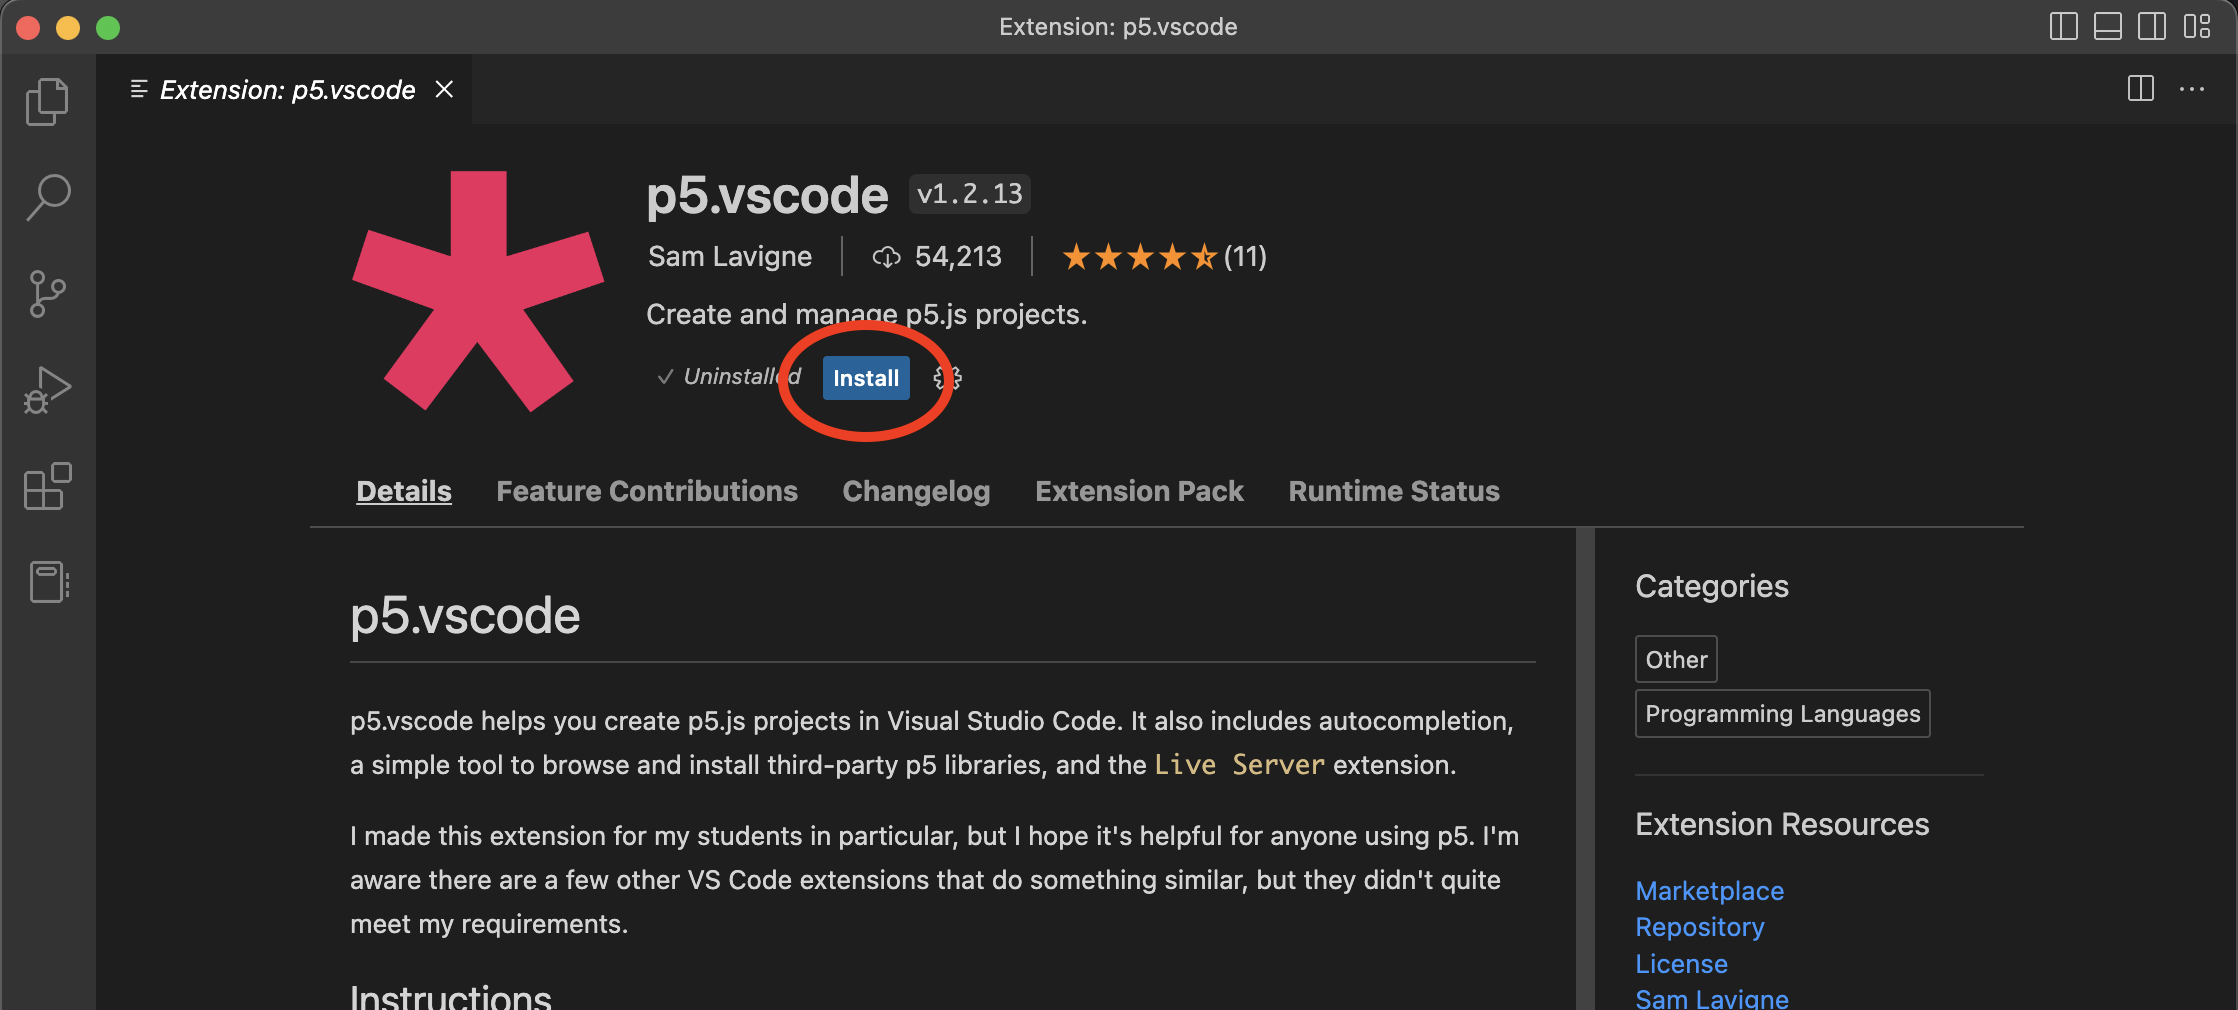 Extension: p5.vscode
Extension: p5.vscode
p5.vscode v1.2.13
Sam Lavigne 54,213 (11)
Create and manage p5.js projects.
Uninstalled Install
Details Feature Contributions Changelog Extension Pack Runtime Status
p5.vscode
p5.vscode helps you create p5.js projects in Visual Studio Code. It also includes autocompletion,
a simple tool to browse and install third-party p5 libraries, and the Live Server extension.
I made this extension for my students in particular, but I hope it's helpful for anyone using p5. I'm
aware there are a few other VS Code extensions that do something similar, but they didn't quite
meet my requirements.
Instructions
Categories
Other
Programming Languages
Extension Resources
Marketplace
Repository
License
Sam Lavigne